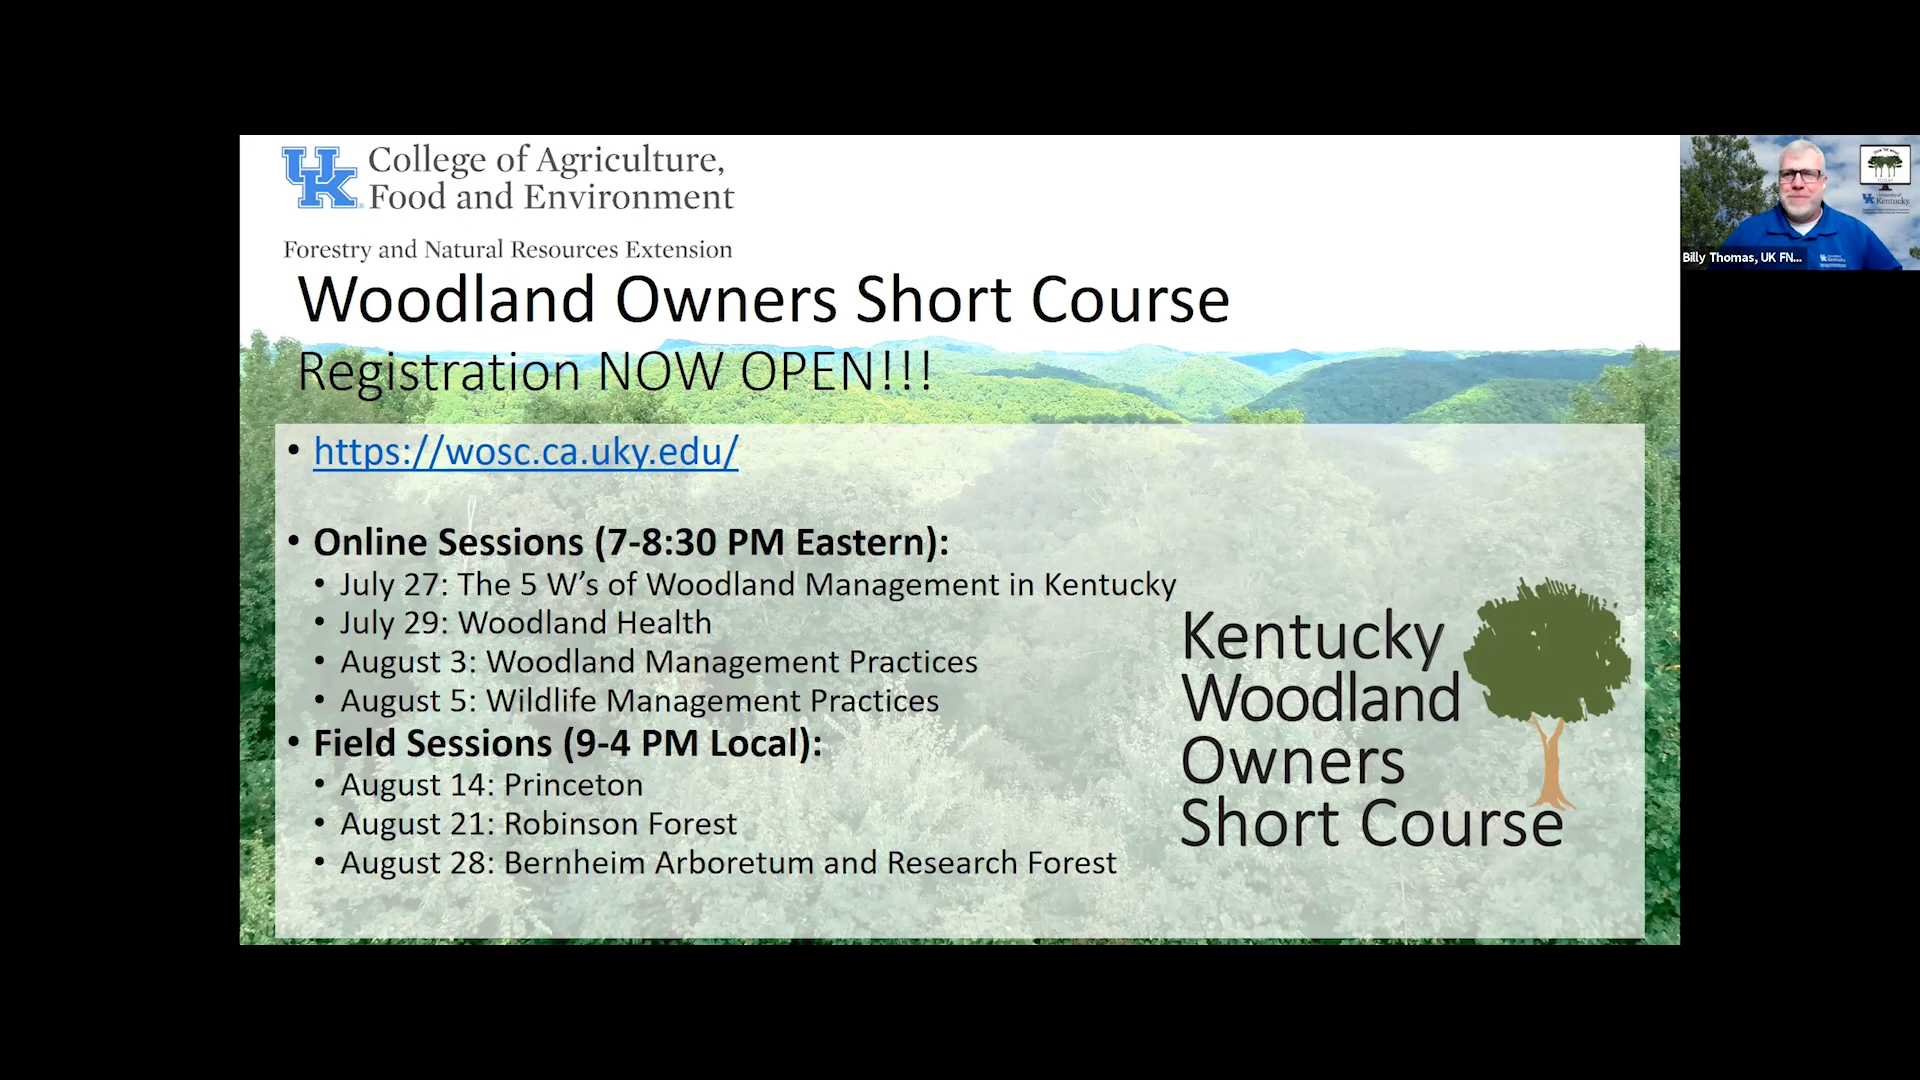 UK College of Agriculture,
Food and Environment
Forestry and Natural Resources Extension
Woodland Owners Short Course
Registration NOW OPEN!!!
• https://wosc.ca.uky.edu/
• Online Sessions (7-8:30 PM Eastern):
• July 27: The 5 W’s of Woodland Management in Kentucky
• July 29: Woodland Health
• August 3: Woodland Management Practices
• August 5: Wildlife Management Practices
• Field Sessions (9-4 PM Local):
• August 14: Princeton
• August 21: Robinson Forest
• August 28: Bernheim Arboretum and Research Forest
Kentucky
Woodland
Owners
Short Course
University of
Kentucky
Billy Thomas, UK FN...